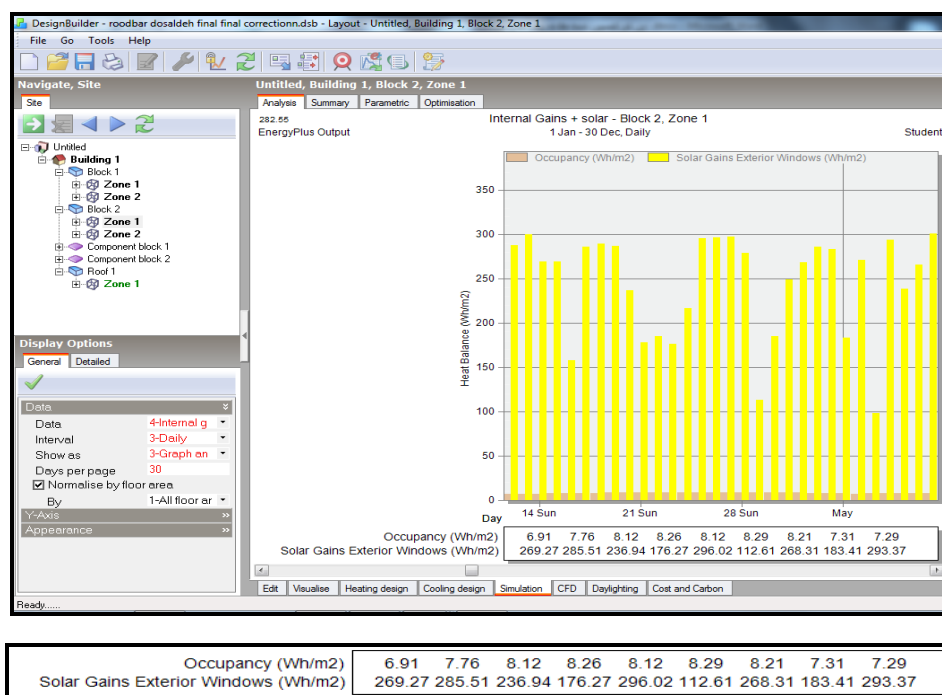 DesignBuilder - roodbar dosaldeh final final correctionn.dsb - Layout - Untitled, Building 1, Block 2, Zone 1
File Go Tools Help
Navigate, Site
Site
Untitled
Building 1
Block 1
Zone 1
Zone 2
Block 2
Zone 1
Zone 2
Component block 1
Component block 2
Roof 1
Zone 1
Display Options
General Detailed
Data
Data 4-Internal g
Interval 3-Daily
Show as 3-Graph an
Days per page 30
Normalise by floor area
By 1-All floor ar
Y-Axis
Appearance
Untitled, Building 1, Block 2, Zone 1
Analysis Summary Parametric Optimisation
282.55 Internal Gains + solar - Block 2, Zone 1
EnergyPlus Output 1 Jan - 30 Dec, Daily Student
Occupancy (Wh/m2) Solar Gains Exterior Windows (Wh/m2)
Heat Balance (Wh/m2)
350
300
250
200
150
100
50
0
Day 14 Sun 21 Sun 28 Sun May
Occupancy (Wh/m2) 6.91 7.76 8.12 8.26 8.12 8.29 8.21 7.31 7.29
Solar Gains Exterior Windows (Wh/m2) 269.27 285.51 236.94 176.27 296.02 112.61 268.31 183.41 293.37
Edit Visualise Heating design Cooling design Simulation CFD Daylighting Cost and Carbon
Ready......
Occupancy (Wh/m2) 6.91 7.76 8.12 8.26 8.12 8.29 8.21 7.31 7.29
Solar Gains Exterior Windows (Wh/m2) 269.27 285.51 236.94 176.27 296.02 112.61 268.31 183.41 293.37